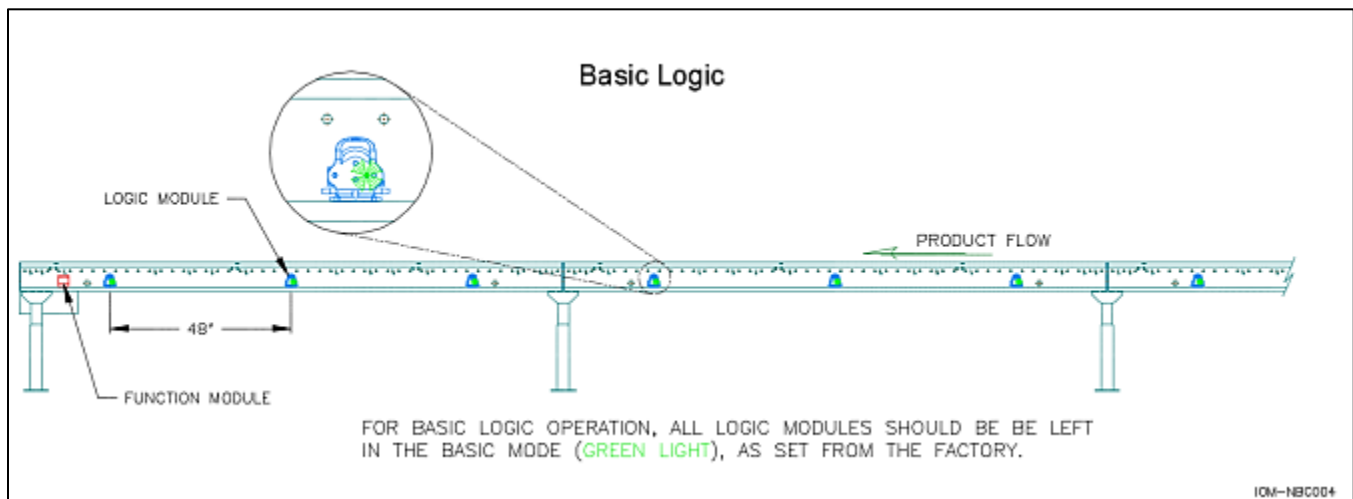 Basic Logic
LOGIC MODULE
PRODUCT FLOW
48"
FUNCTION MODULE
FOR BASIC LOGIC OPERATION, ALL LOGIC MODULES SHOULD BE BE LEFT
IN THE BASIC MODE (GREEN LIGHT), AS SET FROM THE FACTORY.
IOM-NBC004